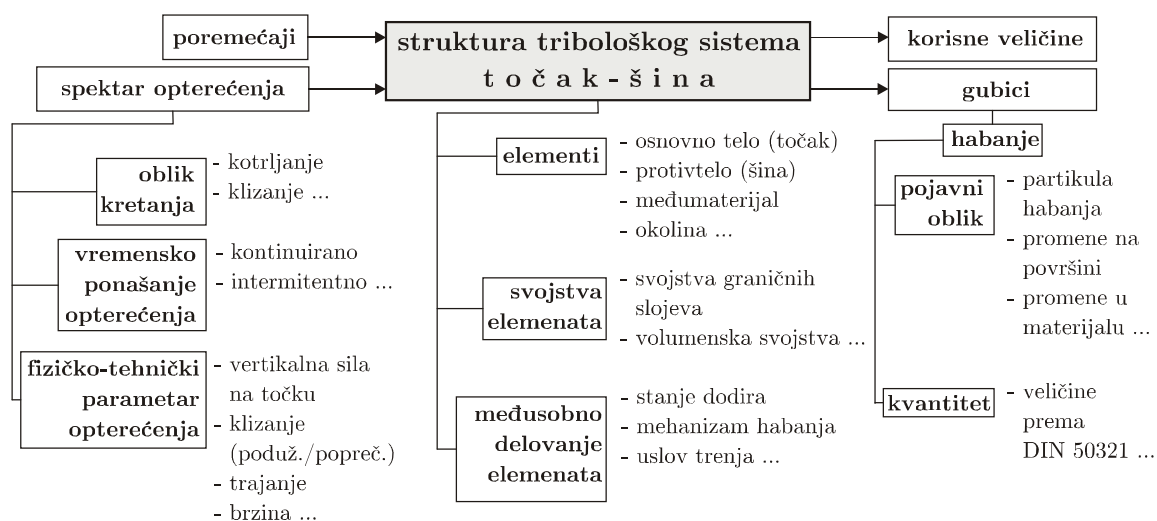 poremećaji
spektar opterećenja
struktura tribološkog sistema
točak-šina
korisne veličine
gubici
oblik
kretanja
- kotrljanje
- klizanje ...
vremensko
ponašanje
opterećenja
- kontinuirano
- intermitentno ...
fizičko-tehnički
parametar
opterećenja
- vertikalna sila
na točku
- klizanje
(poduž./popreč.)
- trajanje
- brzina ...
elementi
- osnovno telo (točak)
- protivtelo (šina)
- međumaterijal
- okolina ...
svojstva
elemenata
- svojstva graničnih
slojeva
- volumenska svojstva ...
međusobno
delovanje
elemenata
- stanje dodira
- mehanizam habanja
- uslov trenja ...
habanje
pojavni
oblik
- partikula
habanja
- promene na
površini
- promene u
materijalu ...
kvantitet
- veličine
prema
DIN 50321 ...